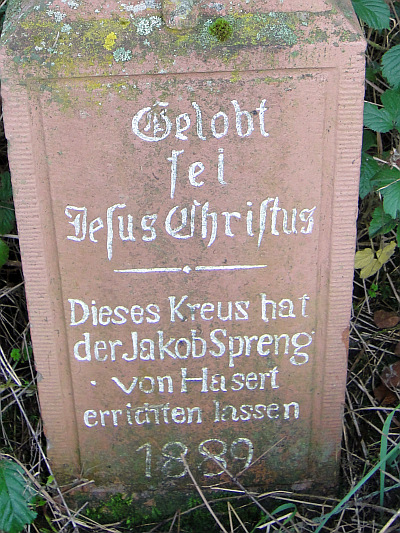 Gelobt
sei
Jesus Christus
Dieses Kreus hat
der Jakob Spreng
von Hasert
errichten lassen
1889